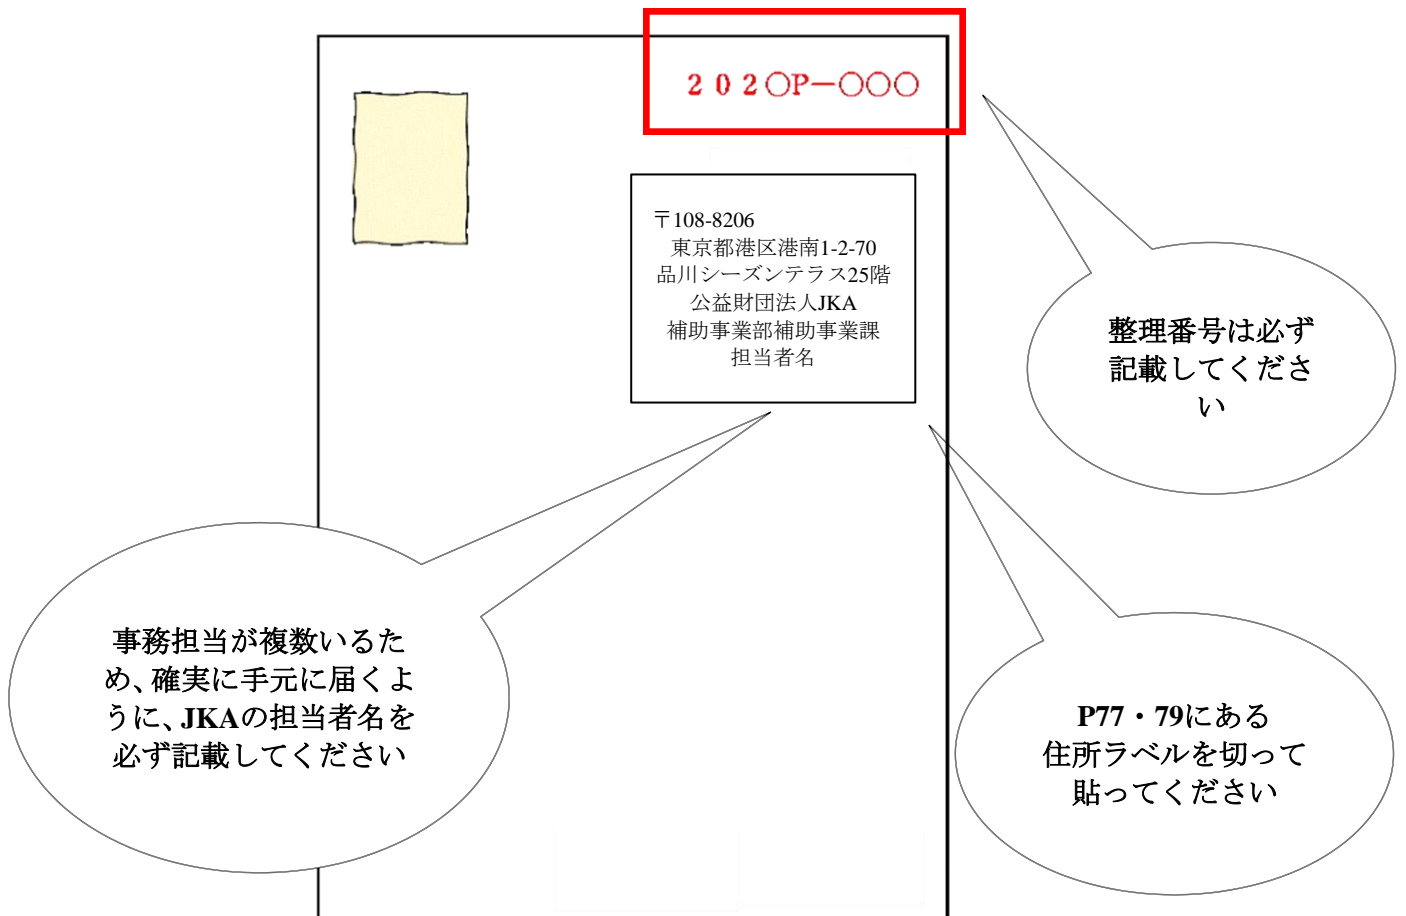 ２０２〇P－〇〇〇
〒108-8206
東京都港区港南1-2-70
品川シーズンテラス25階
公益財団法人JKA
補助事業部補助事業課
担当者名
整理番号は必ず
記載してくださ
い
事務担当が複数いるた
め、確実に手元に届くよ
うに、JKAの担当者名を
必ず記載してください
P77・79にある
住所ラベルを切って
貼ってください